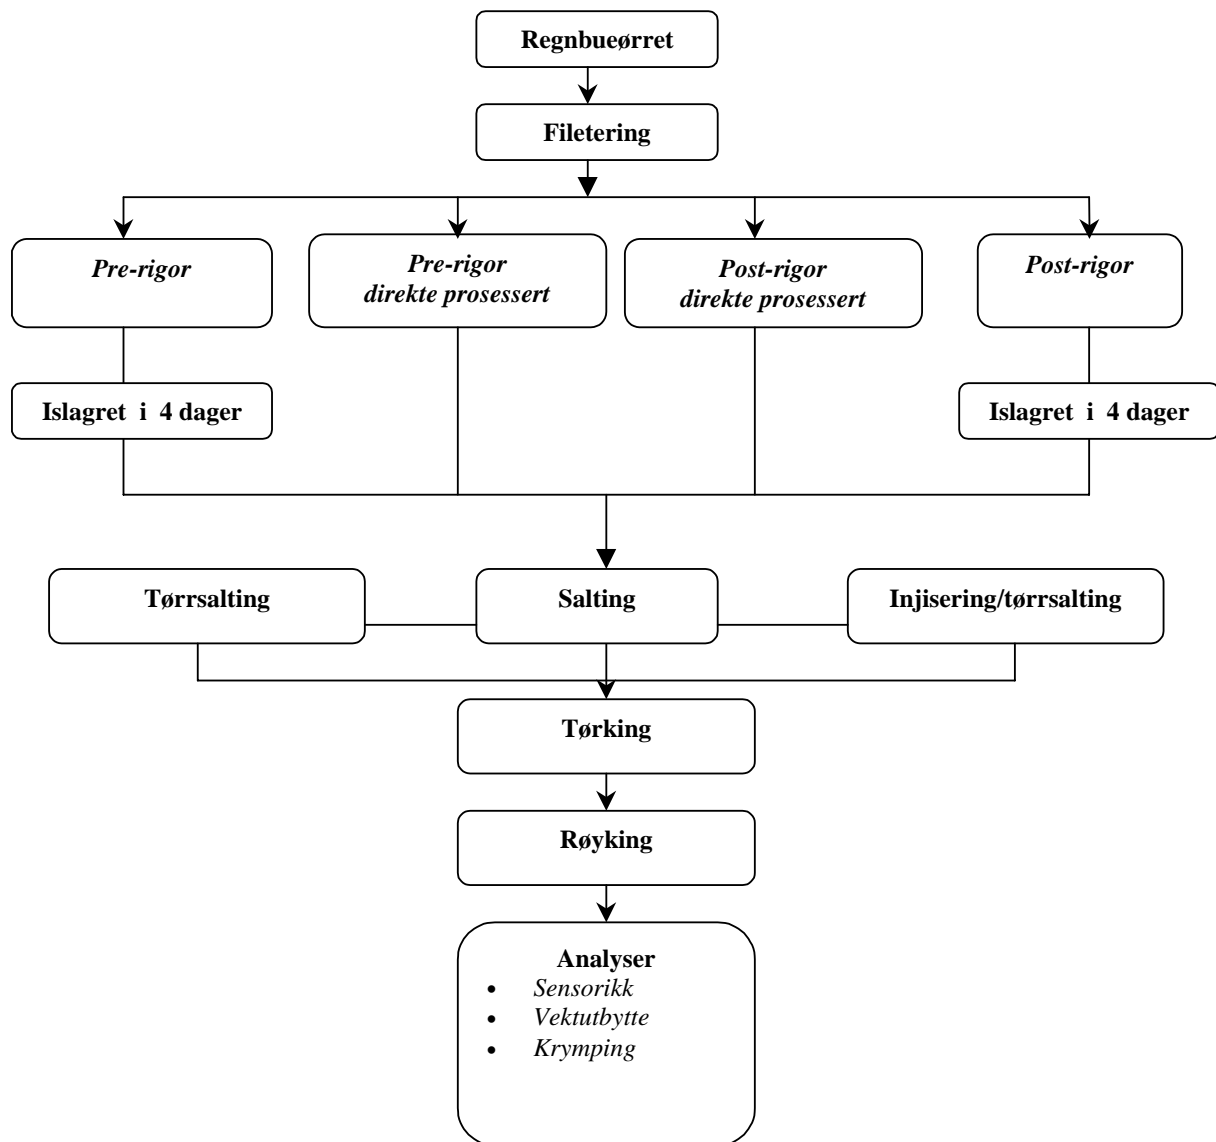 Regnbueørret
Filetering
Pre-rigor
Pre-rigor
direkte prosessert
Post-rigor
direkte prosessert
Post-rigor
Islagret i 4 dager
Islagret i 4 dager
Tørrsalting
Salting
Injisering/tørrsalting
Tørking
Røyking
Analyser
• Sensorikk
• Vektutbytte
• Krymping